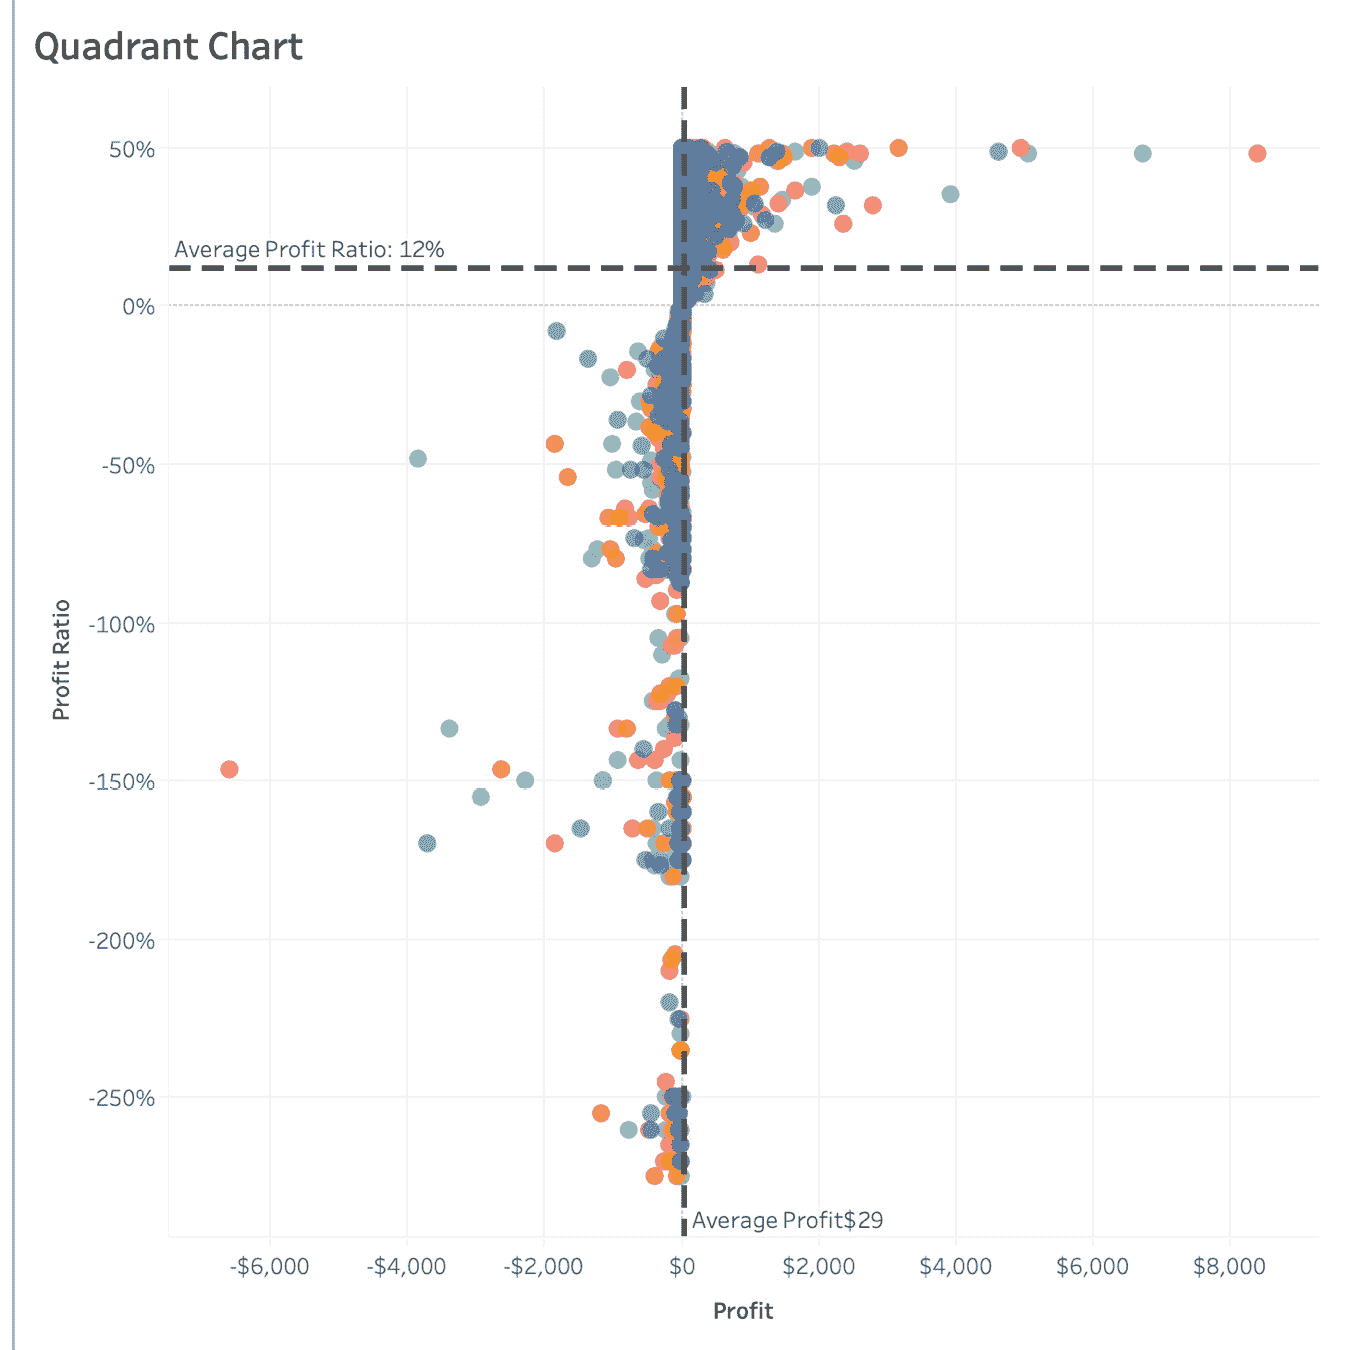 Quadrant Chart
50%
Average Profit Ratio: 12%
0%
-50%
-100%
Profit Ratio
-150%
-200%
-250%
Average Profit$29
-$6,000 -$4,000 -$2,000 $0 $2,000 $4,000 $6,000 $8,000
Profit